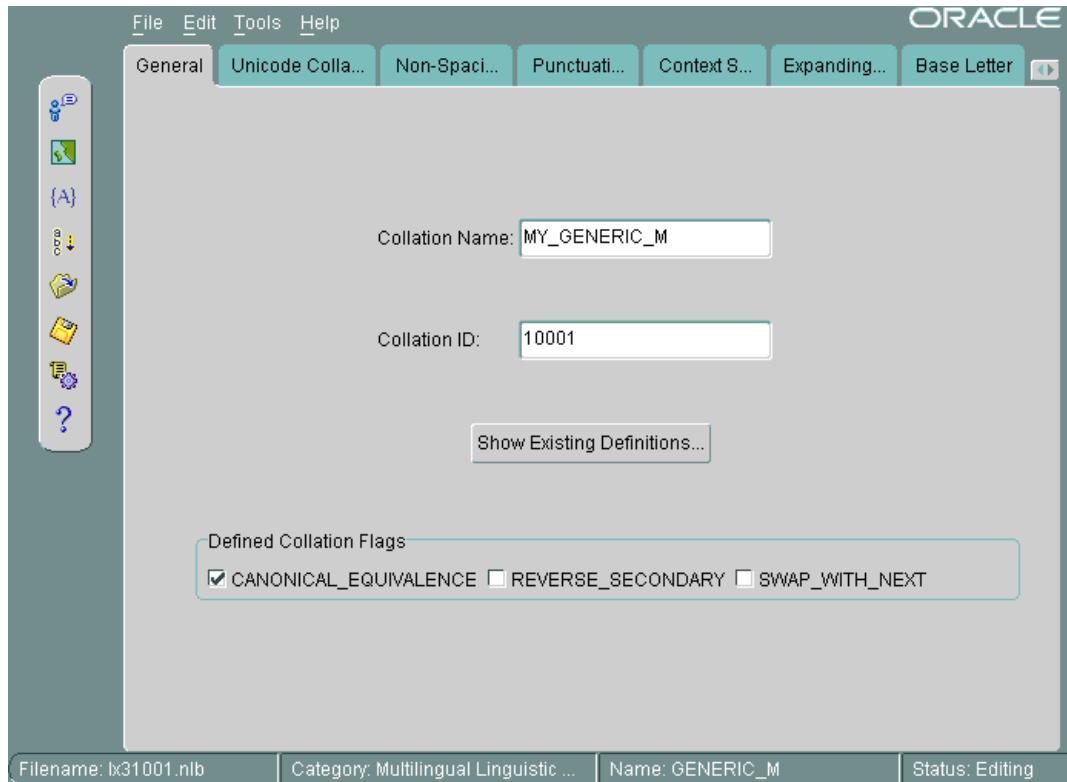 File Edit Tools Help
ORACLE
General Unicode Colla... Non-Spaci... Punctuati... Context S... Expanding... Base Letter
{A}
a
b
c
?
Collation Name: MY_GENERIC_M
Collation ID: 10001
Show Existing Definitions...
Defined Collation Flags
CANONICAL_EQUIVALENCE REVERSE_SECONDARY SWAP_WITH_NEXT
Filename: lx31001.nlb Category: Multilingual Linguistic ... Name: GENERIC_M Status: Editing